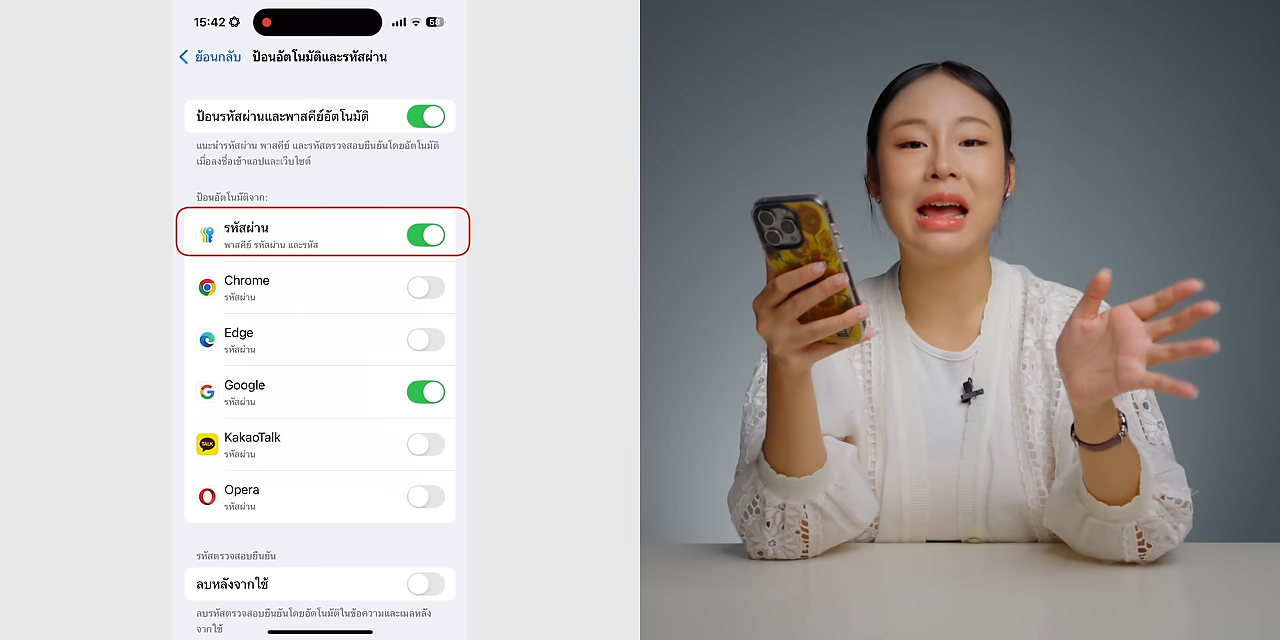 15:42
58
ย้อนกลับ ป้อนอัตโนมัติและรหัสผ่าน
ป้อนรหัสผ่านและพาสคีย์อัตโนมัติ
แนะนำรหัสผ่าน พาสคีย์ และรหัสตรวจสอบยืนยันโดยอัตโนมัติ
เมื่อลงชื่อเข้าแอปและเว็บไซต์
ป้อนอัตโนมัติจาก:
รหัสผ่าน
พาสคีย์ รหัสผ่าน และรหัส
Chrome
รหัสผ่าน
Edge
รหัสผ่าน
Google
รหัสผ่าน
TALK
KakaoTalk
รหัสผ่าน
Opera
รหัสผ่าน
รหัสตรวจสอบยืนยัน
ลบหลังจากใช้
ลบรหัสตรวจสอบยืนยันโดยอัตโนมัติในข้อความและเมลหลัง
จากใช้